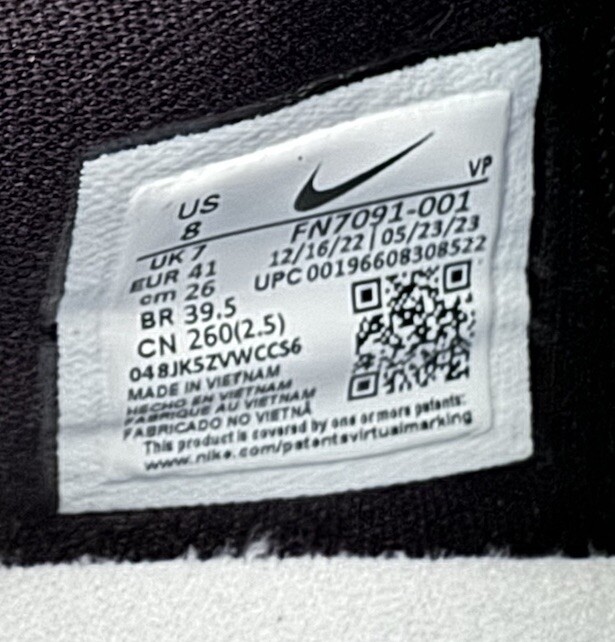 VP
US
8
FN7091-001
UK 7
12/16/22 | 05/23/23
EUR 41
UPC 00196608308522
cm 26
BR 39.5
CN 260(2.5)
048JK5ZVWCCS6
MADE IN VIETNAM
HECHO EN VIETNAM
FABRIQUE AU VIETNAM
FABRICADO NO VIETNÃ
This product is covered by one or more patents:
www.nike.com/patentsvirtualmarking